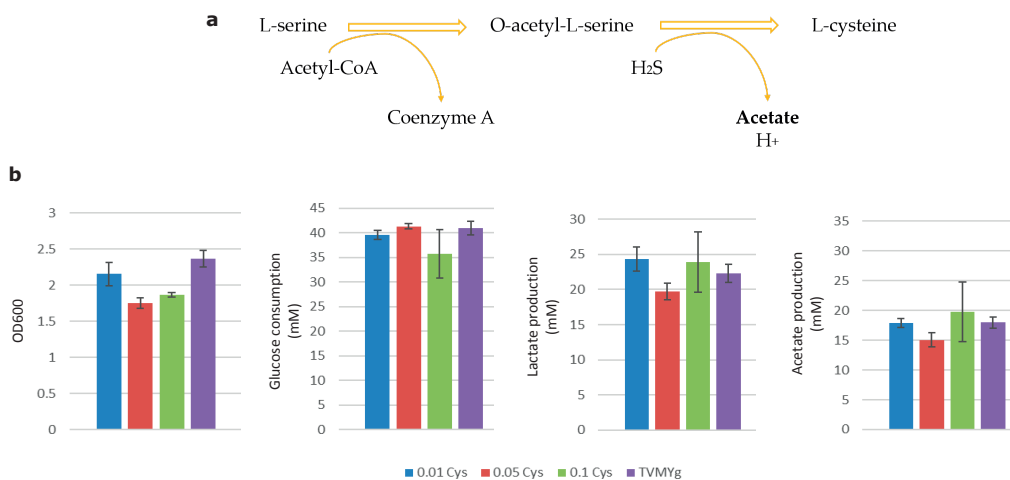 a
L-serine
O-acetyl-L-serine
L-cysteine
Acetyl-CoA
H2S
Coenzyme A
Acetate
H+
b
OD600
3
2.5
2
1.5
1
0.5
0
Glucose consumption
(mM)
45
40
35
30
25
20
15
10
5
0
Lactate production
(mM)
30
25
20
15
10
5
0
Acetate production
(mM)
35
30
25
20
15
10
5
0
0.01 Cys 0.05 Cys 0.1 Cys TVMYg